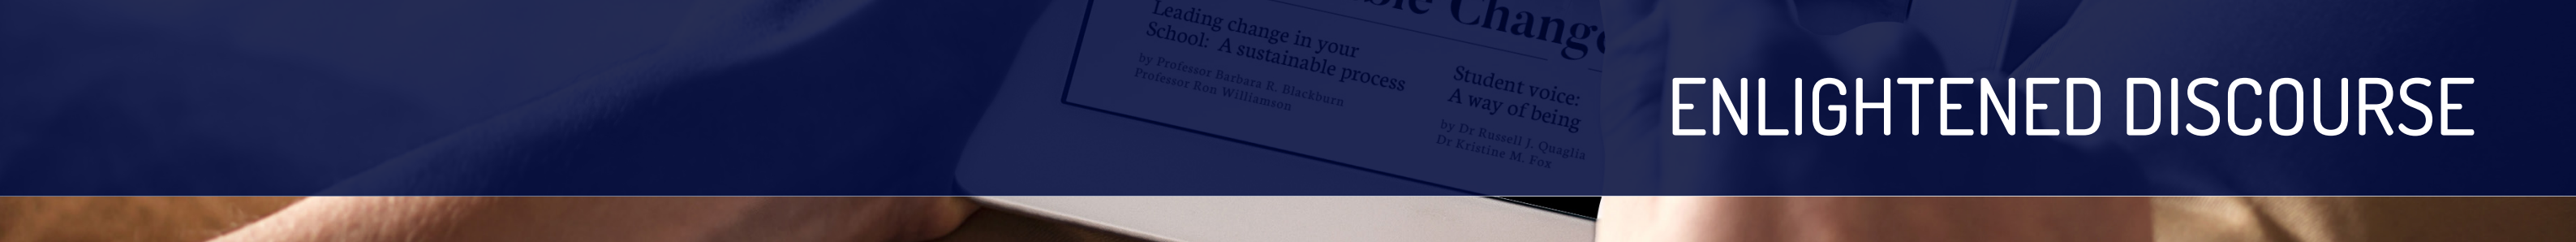 Change
Leading change in your
School: A sustainable process
by Professor Barbara R. Blackburn
Professor Ron Williamson
Student voice:
A way of being
by Dr Russell J. Quaglia
Dr Kristine M. Fox
ENLIGHTENED DISCOURSE